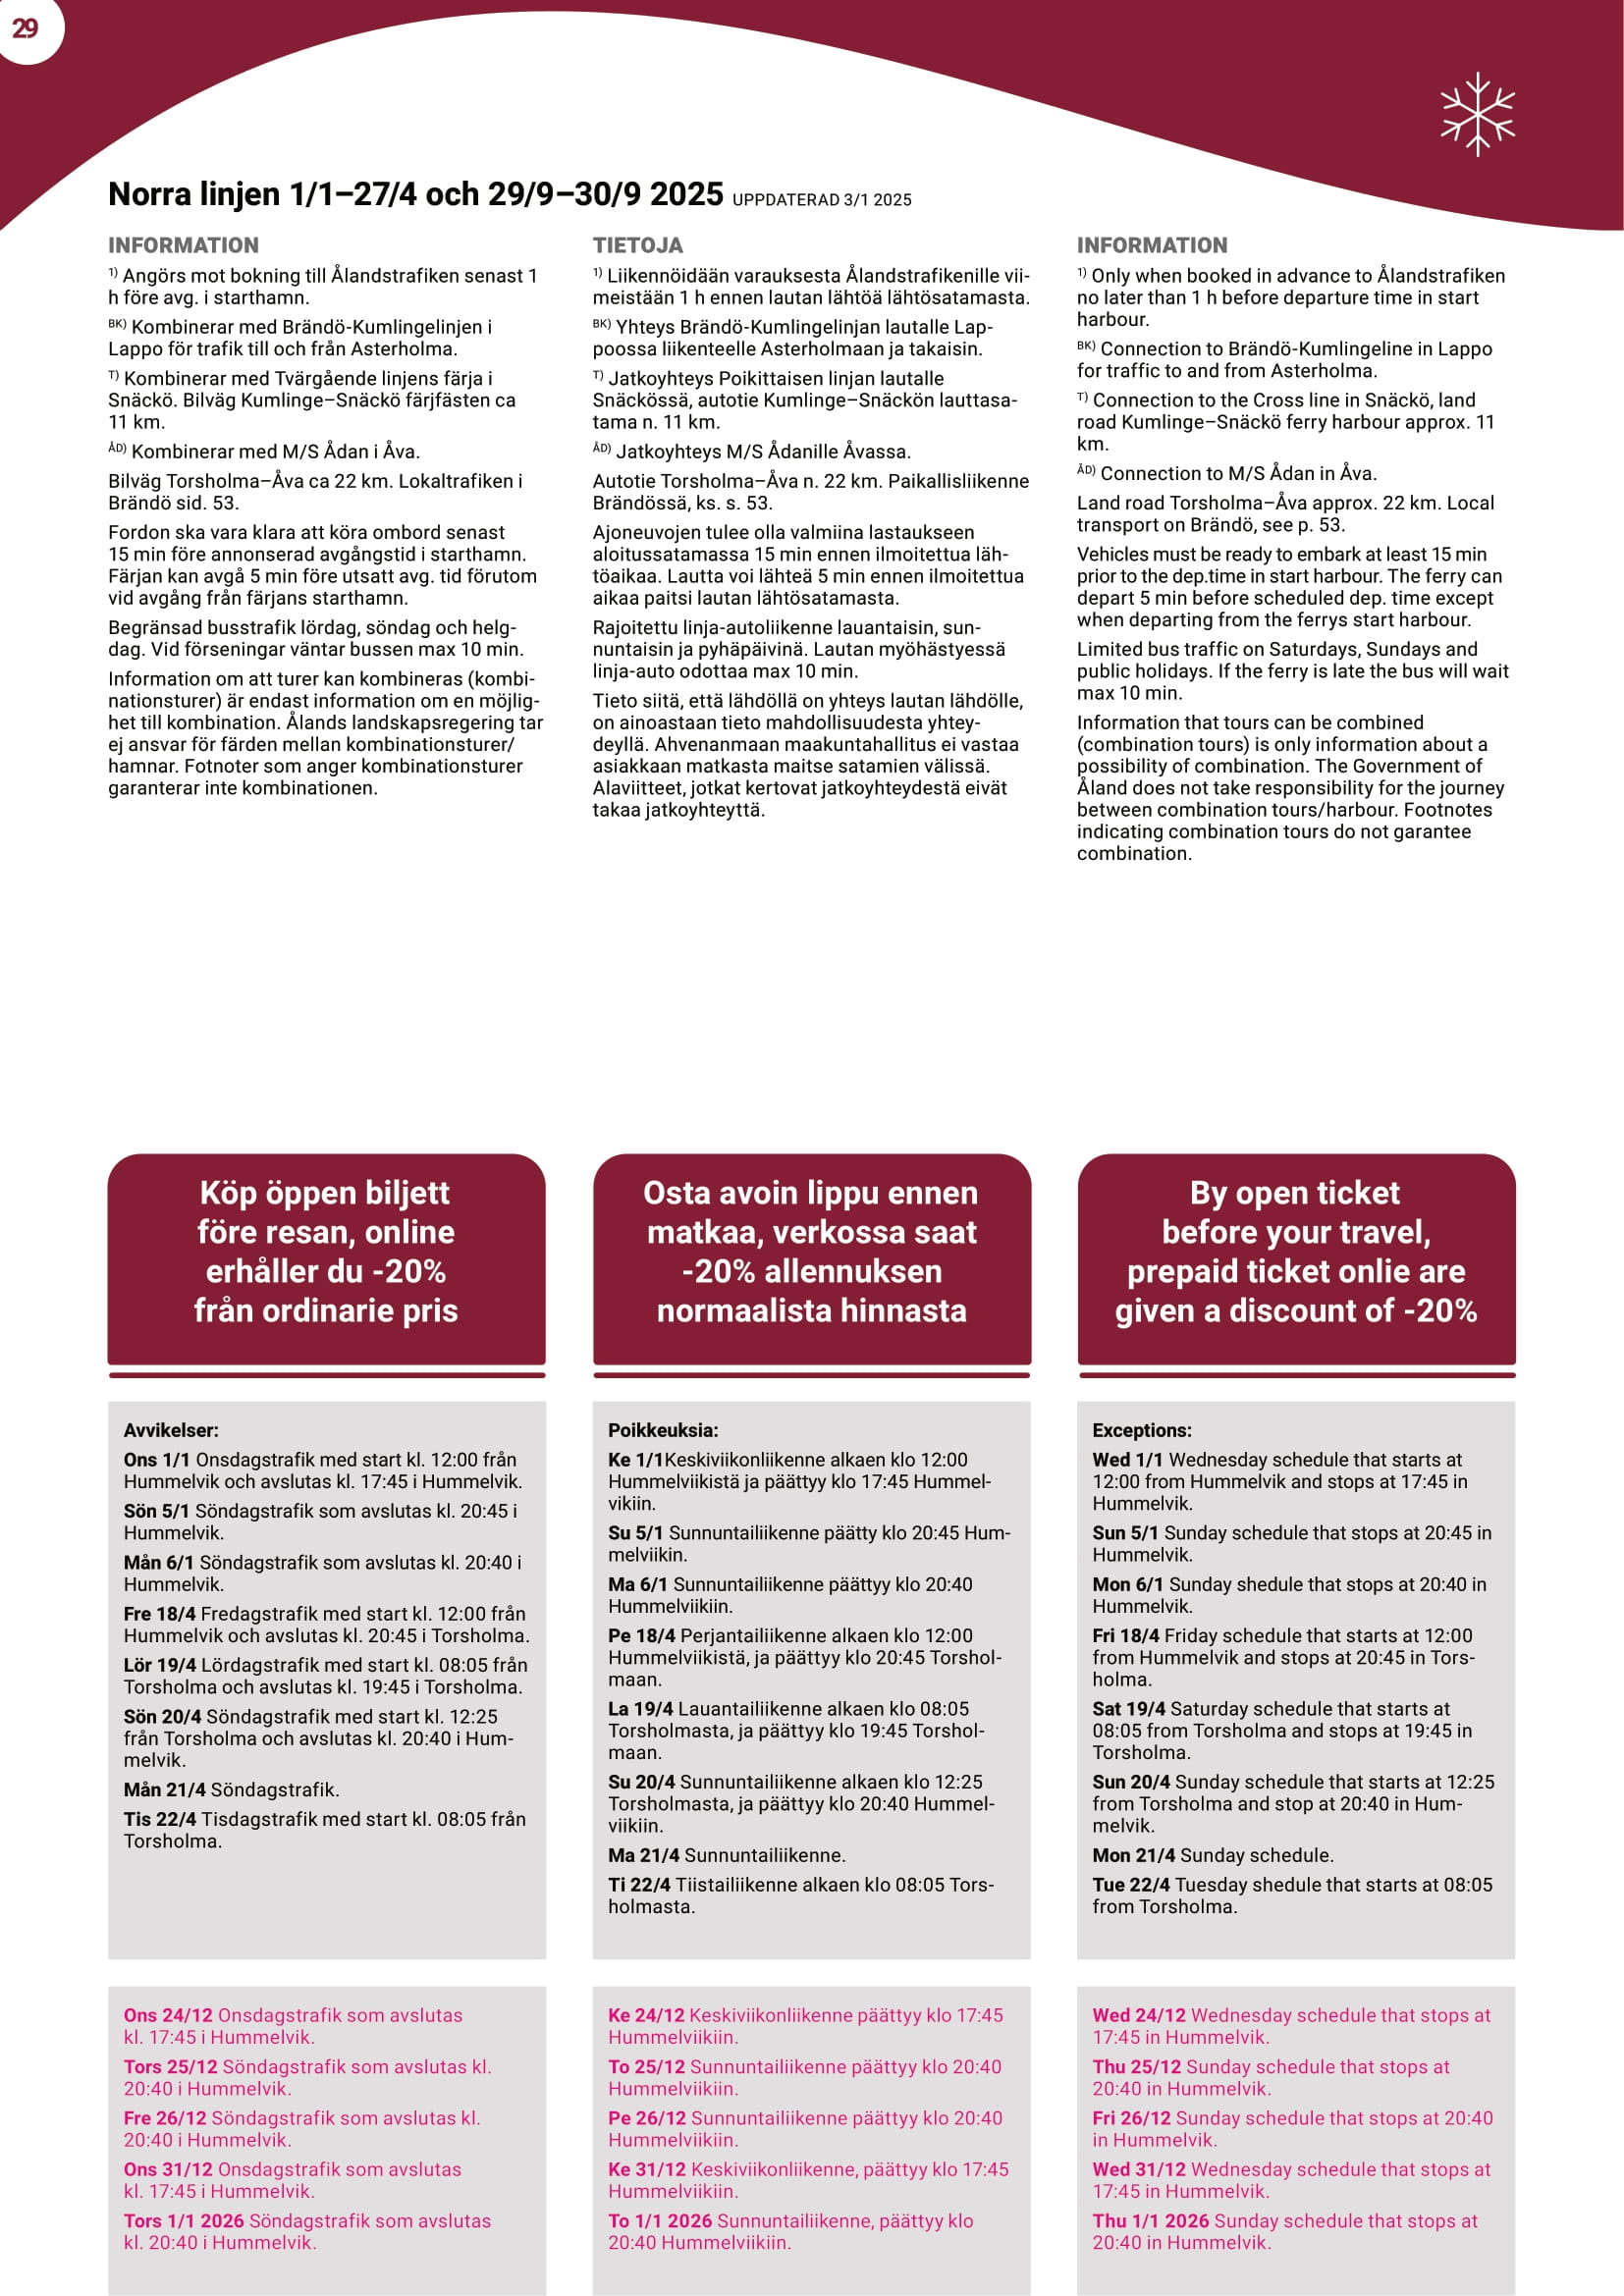 29
Norra linjen 1/1–27/4 och 29/9–30/9 2025 UPPDATERAD 3/1 2025
INFORMATION
1) Angörs mot bokning till Ålandstrafiken senast 1
h före avg. i starthamn.
BK) Kombinerar med Brändö-Kumlingelinjen i
Lappo för trafik till och från Asterholma.
T) Kombinerar med Tvärgående linjens färja i
Snäckö. Bilväg Kumlinge–Snäckö färjfästen ca
11 km.
ÅD) Kombinerar med M/S Ådan i Åva.
Bilväg Torsholma–Åva ca 22 km. Lokaltrafiken i
Brändö sid. 53.
Fordon ska vara klara att köra ombord senast
15 min före annonserad avgångstid i starthamn.
Färjan kan avgå 5 min före utsatt avg. tid förutom
vid avgång från färjans starthamn.
Begränsad busstrafik lördag, söndag och helg-
dag. Vid förseningar väntar bussen max 10 min.
Information om att turer kan kombineras (kombi-
nationsturer) är endast information om en möjlig-
het till kombination. Ålands landskapsregering tar
ej ansvar för färden mellan kombinationsturer/
hamnar. Fotnoter som anger kombinationsturer
garanterar inte kombinationen.
TIETOJA
1) Liikennöidään varauksesta Ålandstrafikenille vii-
meistään 1 h ennen lautan lähtöä lähtösatamasta.
BK) Yhteys Brändö-Kumlingelinjan lautalle Lap-
poossa liikenteelle Asterholmaan ja takaisin.
T) Jatkoyhteys Poikittaisen linjan lautalle
Snäckössä, autotie Kumlinge–Snäckön lauttasa-
tama n. 11 km.
ÅD) Jatkoyhteys M/S Ådanille Åvassa.
Autotie Torsholma–Åva n. 22 km. Paikallisliikenne
Brändössä, ks. s. 53.
Ajoneuvojen tulee olla valmiina lastaukseen
aloitussatamassa 15 min ennen ilmoitettua läh-
töaikaa. Lautta voi lähteä 5 min ennen ilmoitettua
aikaa paitsi lautan lähtösatamasta.
Rajoitettu linja-autoliikenne lauantaisin, sun-
nuntaisin ja pyhäpäivinä. Lautan myöhästyessä
linja-auto odottaa max 10 min.
Tieto siitä, että lähdöllä on yhteys lautan lähdölle,
on ainoastaan tieto mahdollisuudesta yhtey-
deyllä. Ahvenanmaan maakuntahallitus ei vastaa
asiakkaan matkasta maitse satamien välissä.
Alaviitteet, jotkat kertovat jatkoyhteydestä eivät
takaa jatkoyhteyttä.
INFORMATION
1) Only when booked in advance to Ålandstrafiken
no later than 1 h before departure time in start
harbour.
BK) Connection to Brändö-Kumlingeline in Lappo
for traffic to and from Asterholma.
T) Connection to the Cross line in Snäckö, land
road Kumlinge–Snäckö ferry harbour approx. 11
km.
ÅD) Connection to M/S Ådan in Åva.
Land road Torsholma–Åva approx. 22 km. Local
transport on Brändö, see p. 53.
Vehicles must be ready to embark at least 15 min
prior to the dep.time in start harbour. The ferry can
depart 5 min before scheduled dep. time except
when departing from the ferrys start harbour.
Limited bus traffic on Saturdays, Sundays and
public holidays. If the ferry is late the bus will wait
max 10 min.
Information that tours can be combined
(combination tours) is only information about a
possibility of combination. The Government of
Åland does not take responsibility for the journey
between combination tours/harbour. Footnotes
indicating combination tours do not garantee
combination.
Köp öppen biljett
före resan, online
erhåller du -20%
från ordinarie pris
Osta avoin lippu ennen
matkaa, verkossa saat
-20% allennuksen
normaalista hinnasta
By open ticket
before your travel,
prepaid ticket onlie are
given a discount of -20%
Avvikelser:
Ons 1/1 Onsdagstrafik med start kl. 12:00 från
Hummelvik och avslutas kl. 17:45 i Hummelvik.
Sön 5/1 Söndagstrafik som avslutas kl. 20:45 i
Hummelvik.
Mån 6/1 Söndagstrafik som avslutas kl. 20:40 i
Hummelvik.
Fre 18/4 Fredagstrafik med start kl. 12:00 från
Hummelvik och avslutas kl. 20:45 i Torsholma.
Lör 19/4 Lördagstrafik med start kl. 08:05 från
Torsholma och avslutas kl. 19:45 i Torsholma.
Sön 20/4 Söndagstrafik med start kl. 12:25
från Torsholma och avslutas kl. 20:40 i Hum-
melvik.
Mån 21/4 Söndagstrafik.
Tis 22/4 Tisdagstrafik med start kl. 08:05 från
Torsholma.
Poikkeuksia:
Ke 1/1Keskiviikonliikenne alkaen klo 12:00
Hummelviikistä ja päättyy klo 17:45 Hummel-
vikiin.
Su 5/1 Sunnuntailiikenne päätty klo 20:45 Hum-
melviikin.
Ma 6/1 Sunnuntailiikenne päättyy klo 20:40
Hummelviikiin.
Pe 18/4 Perjantailiikenne alkaen klo 12:00
Hummelviikistä, ja päättyy klo 20:45 Torshol-
maan.
La 19/4 Lauantailiikenne alkaen klo 08:05
Torsholmasta, ja päättyy klo 19:45 Torshol-
maan.
Su 20/4 Sunnuntailiikenne alkaen klo 12:25
Torsholmasta, ja päättyy klo 20:40 Hummel-
viikiin.
Ma 21/4 Sunnuntailiikenne.
Ti 22/4 Tiistailiikenne alkaen klo 08:05 Tors-
holmasta.
Exceptions:
Wed 1/1 Wednesday schedule that starts at
12:00 from Hummelvik and stops at 17:45 in
Hummelvik.
Sun 5/1 Sunday schedule that stops at 20:45 in
Hummelvik.
Mon 6/1 Sunday shedule that stops at 20:40 in
Hummelvik.
Fri 18/4 Friday schedule that starts at 12:00
from Hummelvik and stops at 20:45 in Tors-
holma.
Sat 19/4 Saturday schedule that starts at
08:05 from Torsholma and stops at 19:45 in
Torsholma.
Sun 20/4 Sunday schedule that starts at 12:25
from Torsholma and stop at 20:40 in Hum-
melvik.
Mon 21/4 Sunday schedule.
Tue 22/4 Tuesday shedule that starts at 08:05
from Torsholma.
Ons 24/12 Onsdagstrafik som avslutas
kl. 17:45 i Hummelvik.
Tors 25/12 Söndagstrafik som avslutas kl.
20:40 i Hummelvik.
Fre 26/12 Söndagstrafik som avslutas kl.
20:40 i Hummelvik.
Ons 31/12 Onsdagstrafik som avslutas
kl. 17:45 i Hummelvik.
Tors 1/1 2026 Söndagstrafik som avslutas
kl. 20:40 i Hummelvik.
Ke 24/12 Keskiviikonliikenne päättyy klo 17:45
Hummelviikiin.
To 25/12 Sunnuntailiikenne päättyy klo 20:40
Hummelviikiin.
Pe 26/12 Sunnuntailiikenne päättyy klo 20:40
Hummelviikiin.
Ke 31/12 Keskiviikonliikenne, päättyy klo 17:45
Hummelviikiin.
To 1/1 2026 Sunnuntailiikenne, päättyy klo
20:40 Hummelviikiin.
Wed 24/12 Wednesday schedule that stops at
17:45 in Hummelvik.
Thu 25/12 Sunday schedule that stops at
20:40 in Hummelvik.
Fri 26/12 Sunday schedule that stops at 20:40
in Hummelvik.
Wed 31/12 Wednesday schedule that stops at
17:45 in Hummelvik.
Thu 1/1 2026 Sunday schedule that stops at
20:40 in Hummelvik.